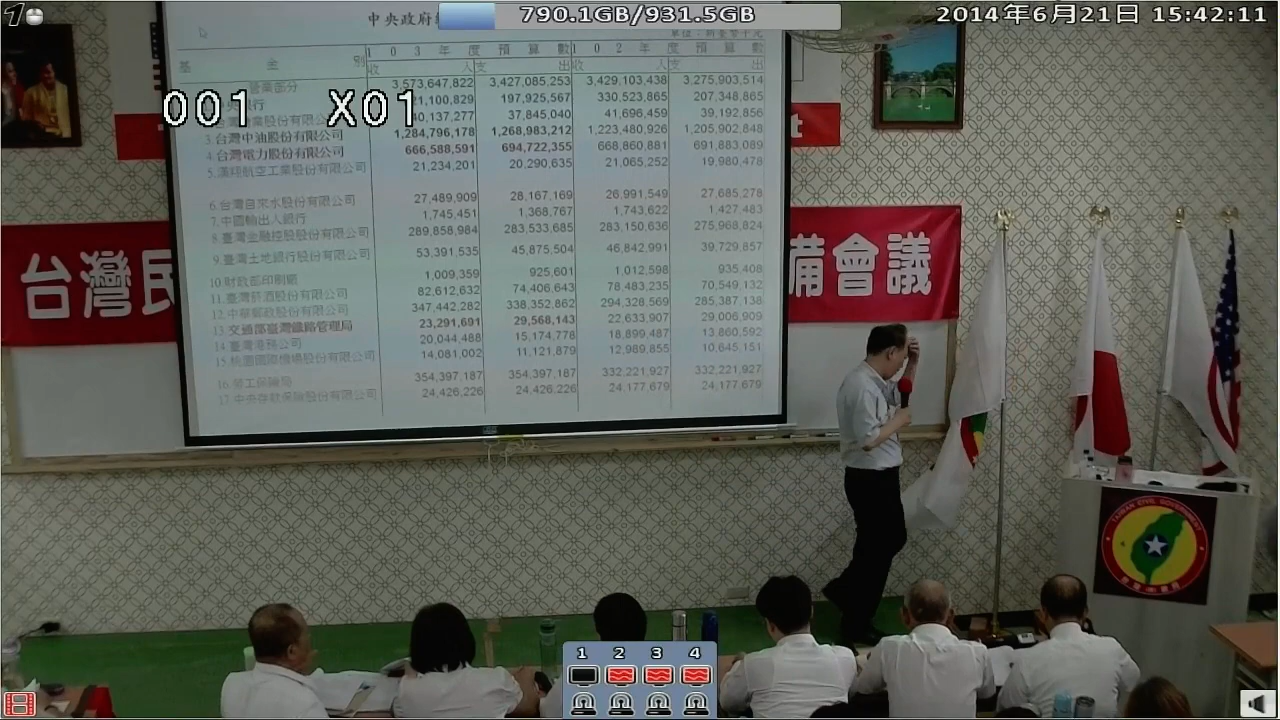 1
790.1GB/931.5GB
2014年6月21日 15:42:11
中央政府
103年度預算數 102年度預算數
基金別 收入 支出 收入 支出
營業部分 3,573,647,822 3,427,085,253 3,429,103,438 3,275,903,514
001 X01
21,100,829 197,925,567 330,523,865 207,348,865
40,137,277 37,845,040 41,696,459 39,192,856
3.台灣中油股份有限公司 1,284,796,178 1,268,983,212 1,223,480,926 1,205,902,848
4.台灣電力股份有限公司 666,588,591 694,722,355 668,860,881 691,883,089
5.漢翔航空工業股份有限公司 21,234,201 20,290,635 21,065,252 19,980,478
6.台灣自來水股份有限公司 27,489,909 28,167,169 26,991,549 27,685,278
7.中國輸出入銀行 1,745,451 1,368,767 1,743,622 1,427,483
8.臺灣金融控股股份有限公司 289,858,984 283,533,685 283,150,636 275,968,824
9.臺灣土地銀行股份有限公司 53,391,535 45,875,504 46,842,991 39,729,857
10.財政部印刷廠 1,009,359 925,601 1,012,598 935,408
11.臺灣菸酒股份有限公司 82,612,632 74,406,643 78,483,235 70,549,132
12.中華郵政股份有限公司 347,442,282 338,352,862 294,328,569 285,387,138
13.交通部臺灣鐵路管理局 23,291,691 29,568,143 22,633,907 29,006,909
14.臺灣港務公司 20,044,488 15,174,778 18,899,487 13,860,592
15.桃園國際機場股份有限公司 14,081,002 11,121,879 12,989,855 10,645,151
16.勞工保險局 354,397,187 354,397,187 332,221,927 332,221,927
17.中央存款保險股份有限公司 24,426,226 24,426,226 24,177,679 24,177,679
台灣民
備會議
TAIWAN CIVIL GOVERNMENT
1 2 3 4